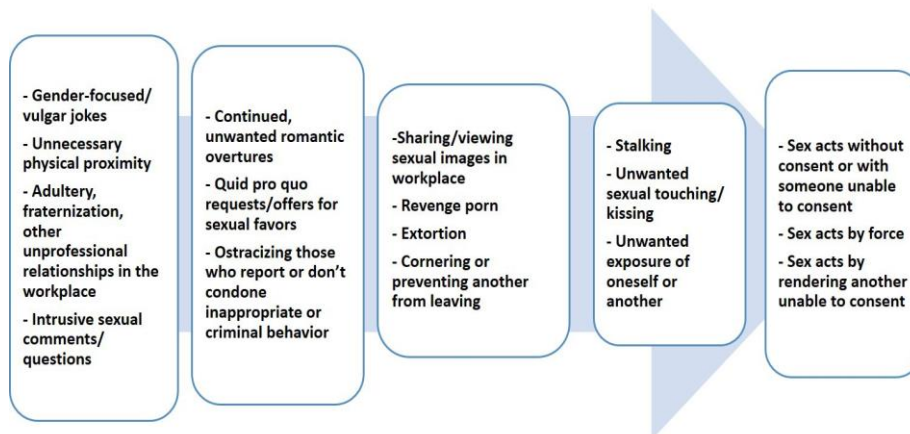 - Gender-focused/
vulgar jokes
- Unnecessary
physical proximity
- Adultery,
fraternization,
other
unprofessional
relationships in the
workplace
- Intrusive sexual
comments/
questions
- Continued,
unwanted romantic
overtures
- Quid pro quo
requests/offers for
sexual favors
- Ostracizing those
who report or don’t
condone
inappropriate or
criminal behavior
-Sharing/viewing
sexual images in
workplace
- Revenge porn
- Extortion
- Cornering or
preventing another
from leaving
- Stalking
- Unwanted
sexual touching/
kissing
- Unwanted
exposure of
oneself or
another
- Sex acts without
consent or with
someone unable
to consent
- Sex acts by force
- Sex acts by
rendering another
unable to consent